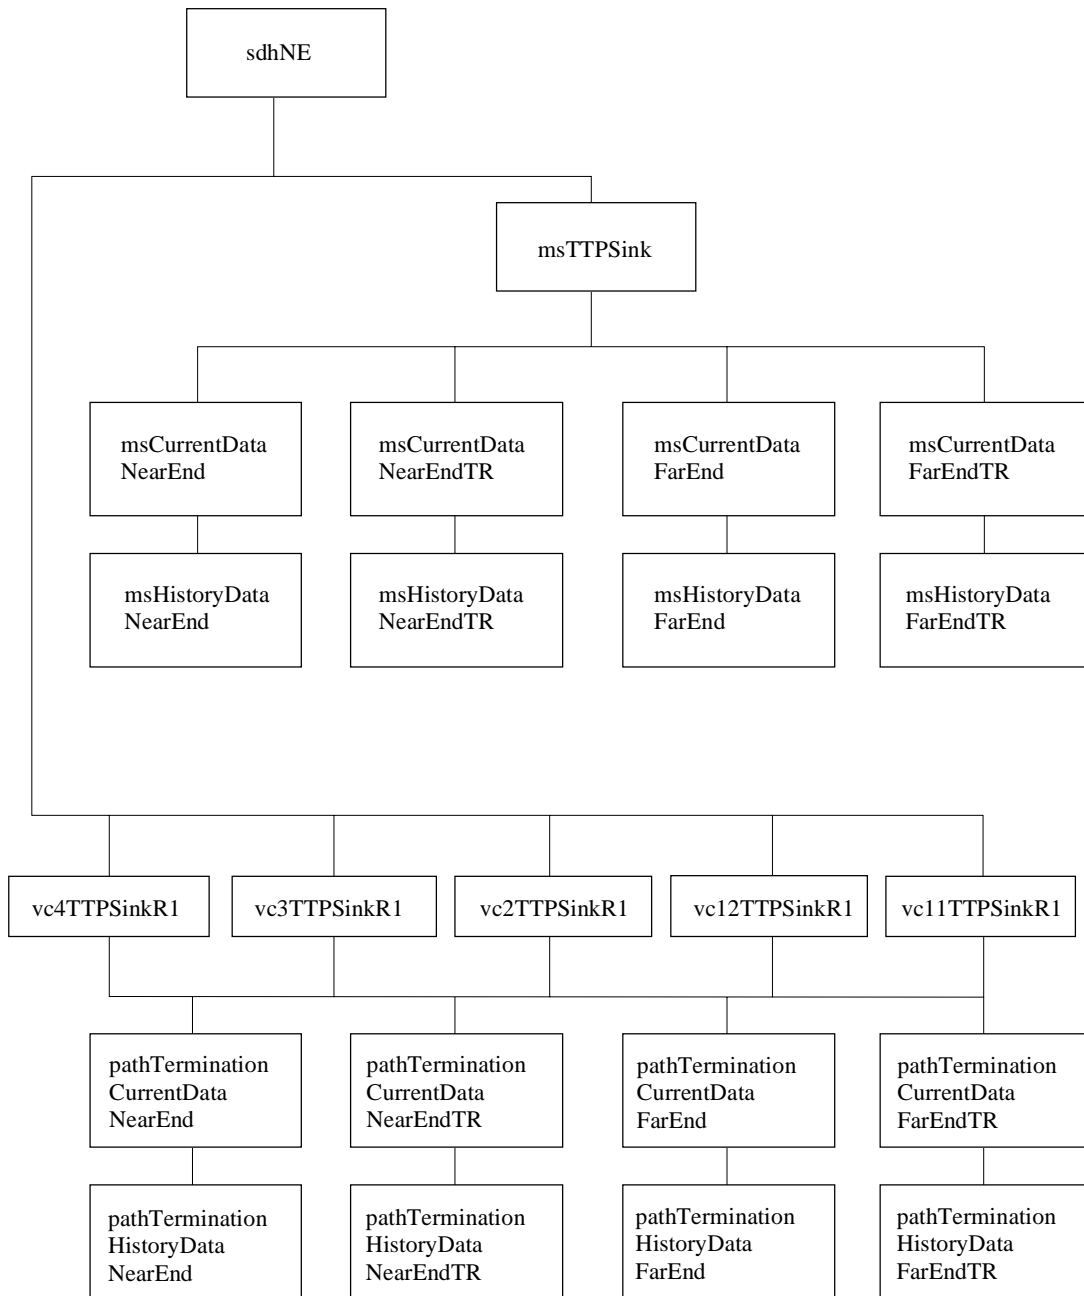 sdhNE
msTTPSink
msCurrentData
NearEnd
msCurrentData
NearEndTR
msCurrentData
FarEnd
msCurrentData
FarEndTR
msHistoryData
NearEnd
msHistoryData
NearEndTR
msHistoryData
FarEnd
msHistoryData
FarEndTR
vc4TTPSinkR1
vc3TTPSinkR1
vc2TTPSinkR1
vc12TTPSinkR1
vc11TTPSinkR1
pathTermination
CurrentData
NearEnd
pathTermination
CurrentData
NearEndTR
pathTermination
CurrentData
FarEnd
pathTermination
CurrentData
FarEndTR
pathTermination
HistoryData
NearEnd
pathTermination
HistoryData
NearEndTR
pathTermination
HistoryData
FarEnd
pathTermination
HistoryData
FarEndTR